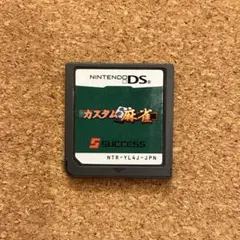 NINTENDO DS
カスタム麻雀
SUCCESS
NTR-YL4J-JPN